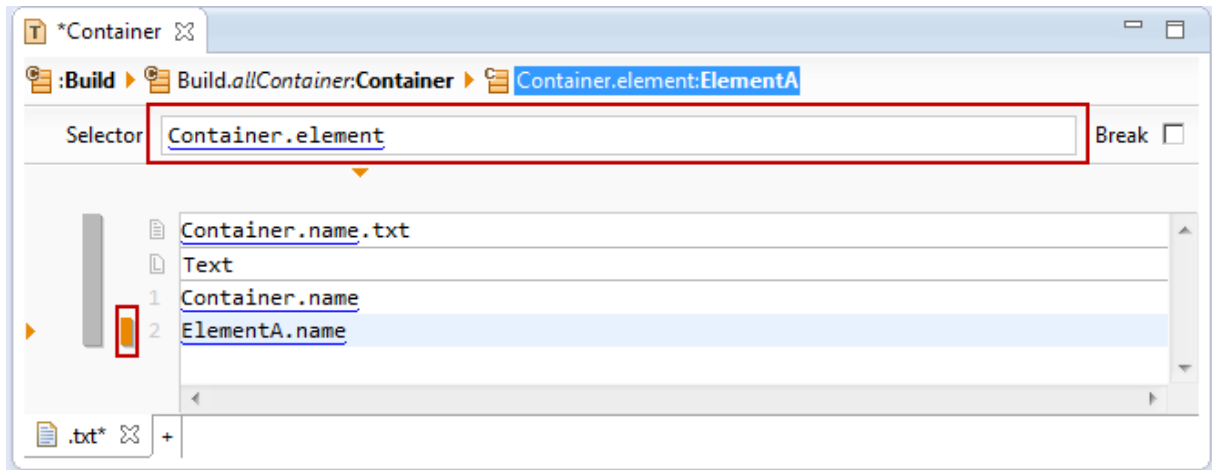 T *Container
:Build Build.allContainer:Container Container.element:ElementA
Selector Container.element Break
Container.name.txt
L Text
1 Container.name
2 ElementA.name
.txt* +